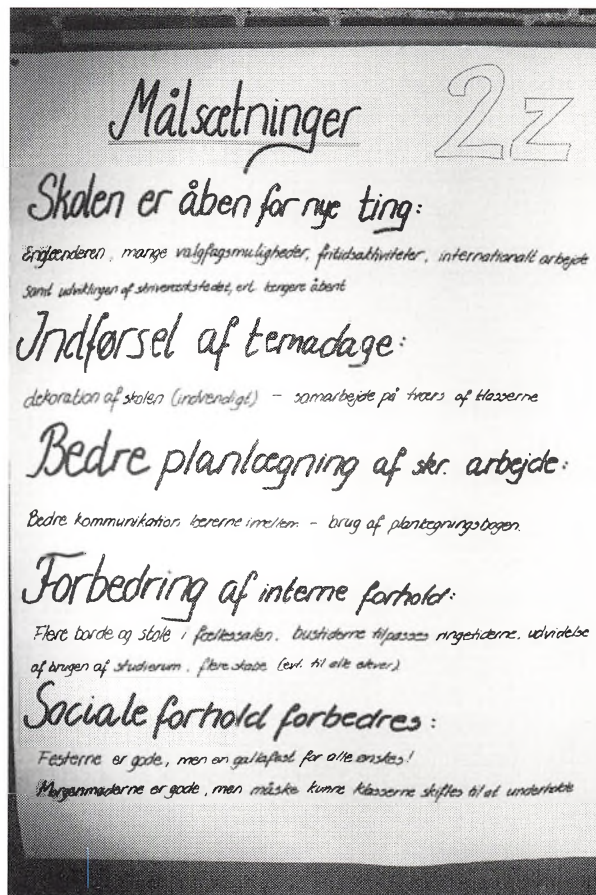 Målsætninger 2z
Skolen er åben for nye ting:
Englænderen, mange valgfagsmuligheder, fritidsaktiviteter, internationalt arbejde
samt udviklingen af skriveværkstedet, evt. længere åbent
Indførsel af temadage:
dekoration af skolen (indvendigt) – samarbejde på tværs af klasserne
Bedre planlægning af skr. arbejde:
Bedre kommunikation lærerne imellem – brug af planlægningsbogen.
Forbedring af interne forhold:
Flere borde og stole i fællessalen, bustiderne tilpasses ringetiderne, udvidelse
af brugen af studierum, flere skabe (evt. til alle elever)
Sociale forhold forbedres:
Festerne er gode, men en gallafest for alle ønskes!
Morgenmaderne er gode, men måske kunne klasserne skiftes til at underholde